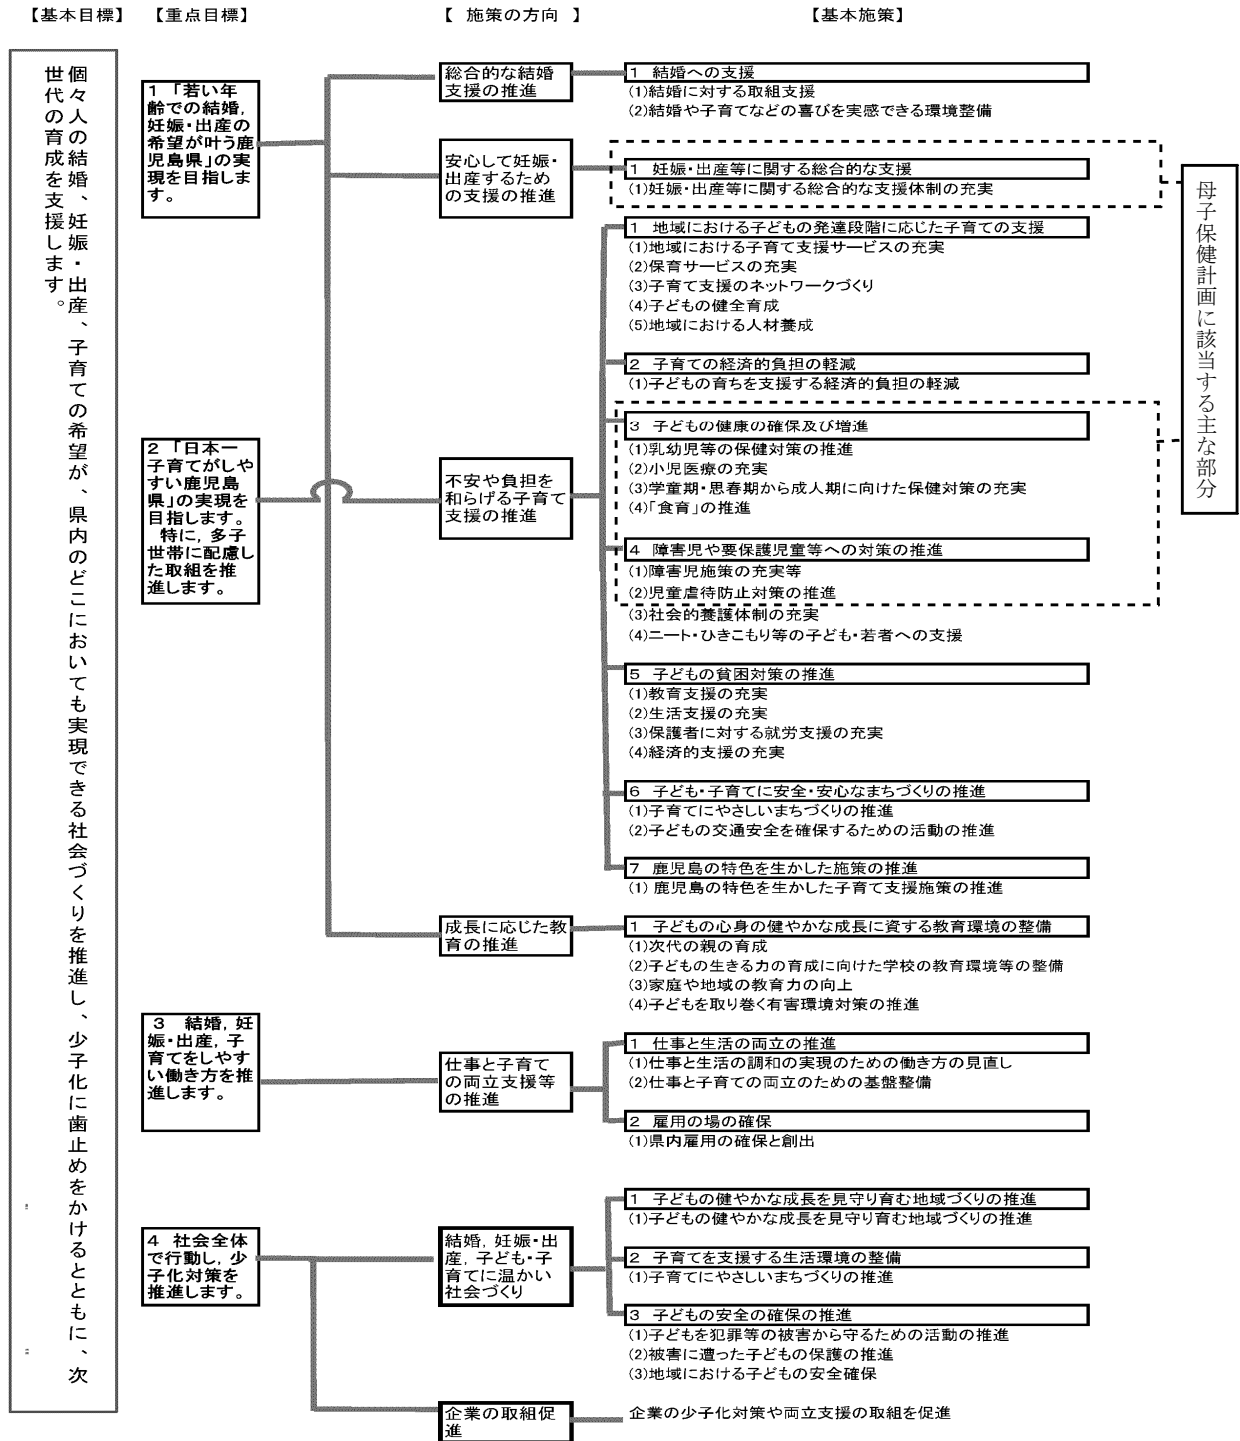 【基本目標】 【重点目標】 【 施策の方向 】 【基本施策】
個々人の結婚、妊娠・出産、子育ての希望が、県内のどこにおいても実現できる社会づくりを推進し、少子化に歯止めをかけるとともに、次
世代の育成を支援します。
1 「若い年
齢での結婚,
妊娠・出産の
希望が叶う鹿
児島県」の実
現を目指しま
す。
総合的な結婚
支援の推進
1 結婚への支援
(1)結婚に対する取組支援
(2)結婚や子育てなどの喜びを実感できる環境整備
安心して妊娠・
出産するため
の支援の推進
1 妊娠・出産等に関する総合的な支援
(1)妊娠・出産等に関する総合的な支援体制の充実
母子保健計画に該当する主な部分
2 「日本一
子育てがしや
すい鹿児島
県」の実現を
目指します。
特に,多子
世帯に配慮し
た取組を推
進します。
不安や負担を
和らげる子育て
支援の推進
1 地域における子どもの発達段階に応じた子育ての支援
(1)地域における子育て支援サービスの充実
(2)保育サービスの充実
(3)子育て支援のネットワークづくり
(4)子どもの健全育成
(5)地域における人材養成
2 子育ての経済的負担の軽減
(1)子どもの育ちを支援する経済的負担の軽減
3 子どもの健康の確保及び増進
(1)乳幼児等の保健対策の推進
(2)小児医療の充実
(3)学童期・思春期から成人期に向けた保健対策の充実
(4)「食育」の推進
4 障害児や要保護児童等への対策の推進
(1)障害児施策の充実等
(2)児童虐待防止対策の推進
(3)社会的養護体制の充実
(4)ニート・ひきこもり等の子ども・若者への支援
5 子どもの貧困対策の推進
(1)教育支援の充実
(2)生活支援の充実
(3)保護者に対する就労支援の充実
(4)経済的支援の充実
6 子ども・子育てに安全・安心なまちづくりの推進
(1)子育てにやさしいまちづくりの推進
(2)子どもの交通安全を確保するための活動の推進
7 鹿児島の特色を生かした施策の推進
(1) 鹿児島の特色を生かした子育て支援施策の推進
成長に応じた教
育の推進
1 子どもの心身の健やかな成長に資する教育環境の整備
(1)次代の親の育成
(2)子どもの生きる力の育成に向けた学校の教育環境等の整備
(3)家庭や地域の教育力の向上
(4)子どもを取り巻く有害環境対策の推進
3 結婚,妊
娠・出産,子
育てをしやす
い働き方を推
進します。
仕事と子育て
の両立支援等
の推進
1 仕事と生活の両立の推進
(1)仕事と生活の調和の実現のための働き方の見直し
(2)仕事と子育ての両立のための基盤整備
2 雇用の場の確保
(1)県内雇用の確保と創出
4 社会全体
で行動し,少
子化対策を
推進します。
結婚,妊娠・出
産,子ども・子
育てに温かい
社会づくり
1 子どもの健やかな成長を見守り育む地域づくりの推進
(1)子どもの健やかな成長を見守り育む地域づくりの推進
2 子育てを支援する生活環境の整備
(1)子育てにやさしいまちづくりの推進
3 子どもの安全の確保の推進
(1)子どもを犯罪等の被害から守るための活動の推進
(2)被害に遭った子どもの保護の推進
(3)地域における子どもの安全確保
企業の取組促
進
企業の少子化対策や両立支援の取組を促進